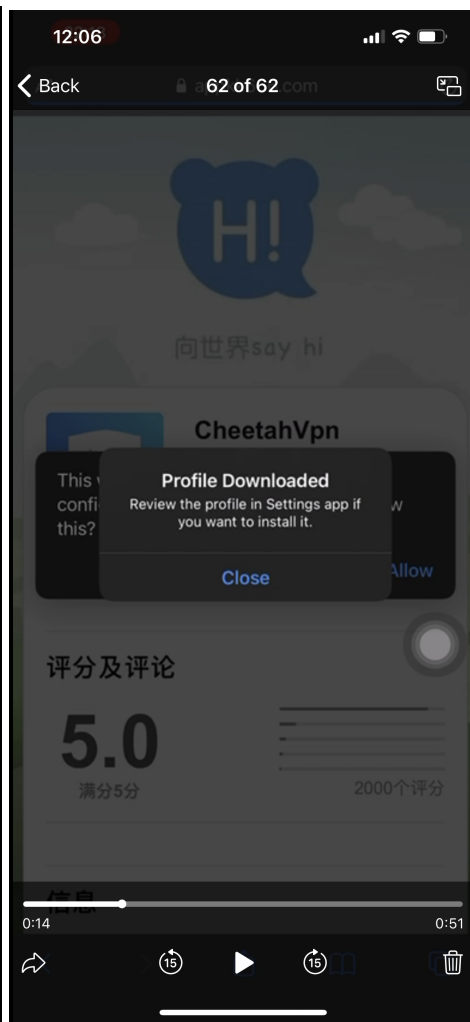 12:06
Back
62 of 62
.com
H!
向世界say hi
CheetahVpn
This
confi
this?
w
Allow
Profile Downloaded
Review the profile in Settings app if
you want to install it.
Close
评分及评论
5.0
满分5分
2000个评分
信息
0:14
0:51
15
15